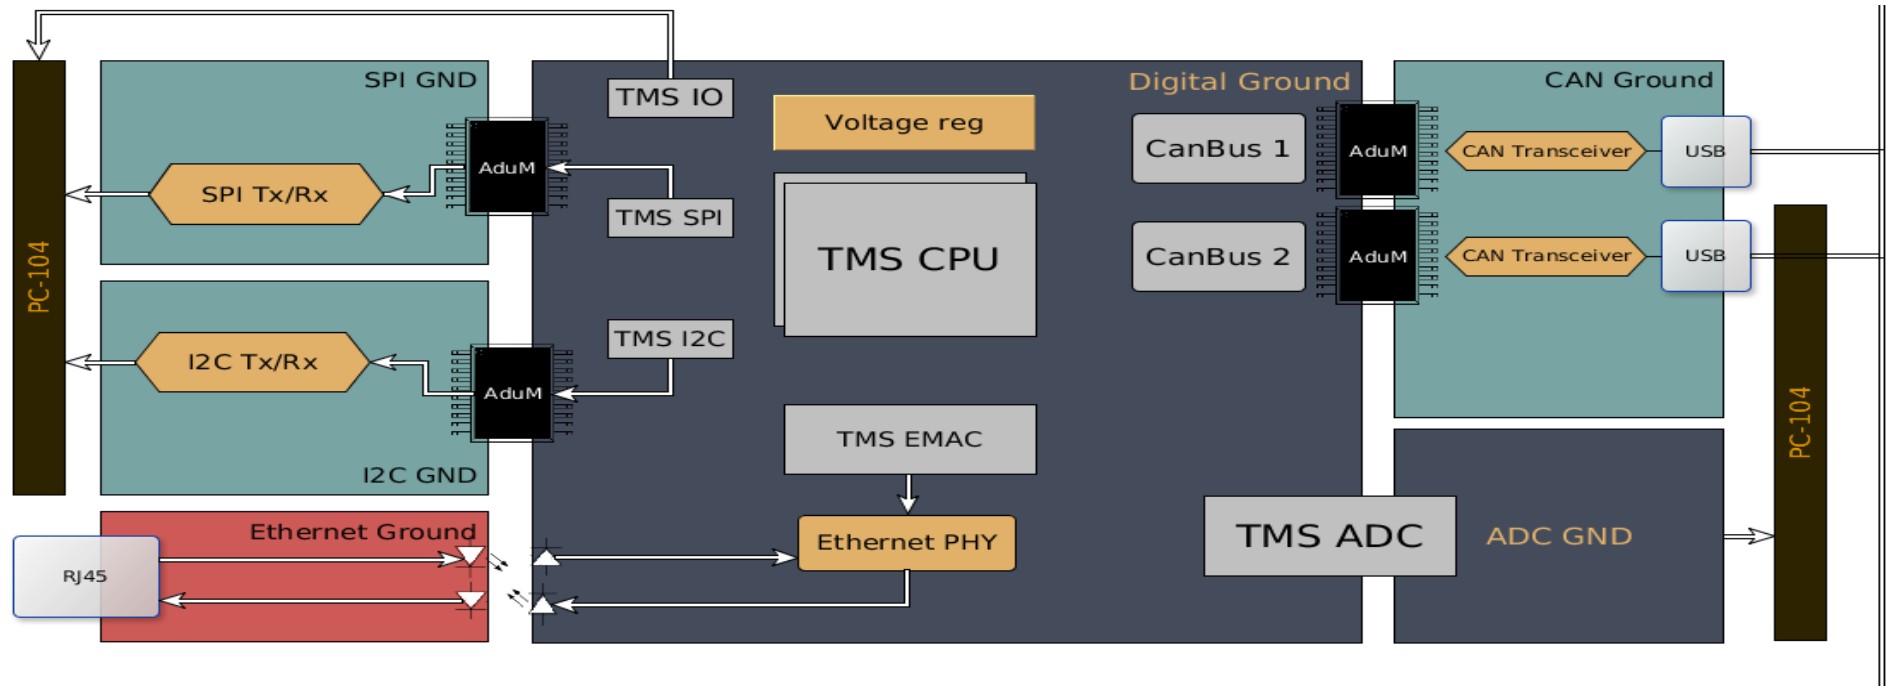 SPI GND
TMS IO
Digital Ground
CAN Ground
Voltage reg
AduM
CanBus 1
AduM
CAN Transceiver
USB
SPI Tx/Rx
TMS SPI
TMS CPU
CanBus 2
AduM
CAN Transceiver
USB
PC-104
I2C Tx/Rx
TMS I2C
AduM
PC-104
TMS EMAC
I2C GND
Ethernet Ground
Ethernet PHY
TMS ADC
ADC GND
RJ45